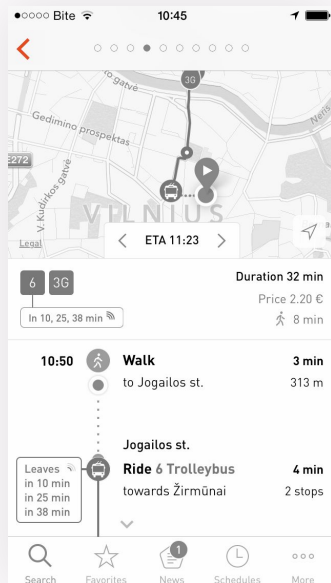 Bite 10:45
3G
to gatvė
Gedimino prospektas
Neris
E272
V. Kudirkos gatvė
VILNIUS
Legal
ETA 11:23
6 3G
Duration 32 min
Price 2.20 €
In 10, 25, 38 min
8 min
10:50 Walk 3 min
to Jogailos st. 313 m
Jogailos st.
Leaves
in 10 min
in 25 min
in 38 min
Ride 6 Trolleybus 4 min
towards Žirmūnai 2 stops
1
Search Favorites News Schedules More